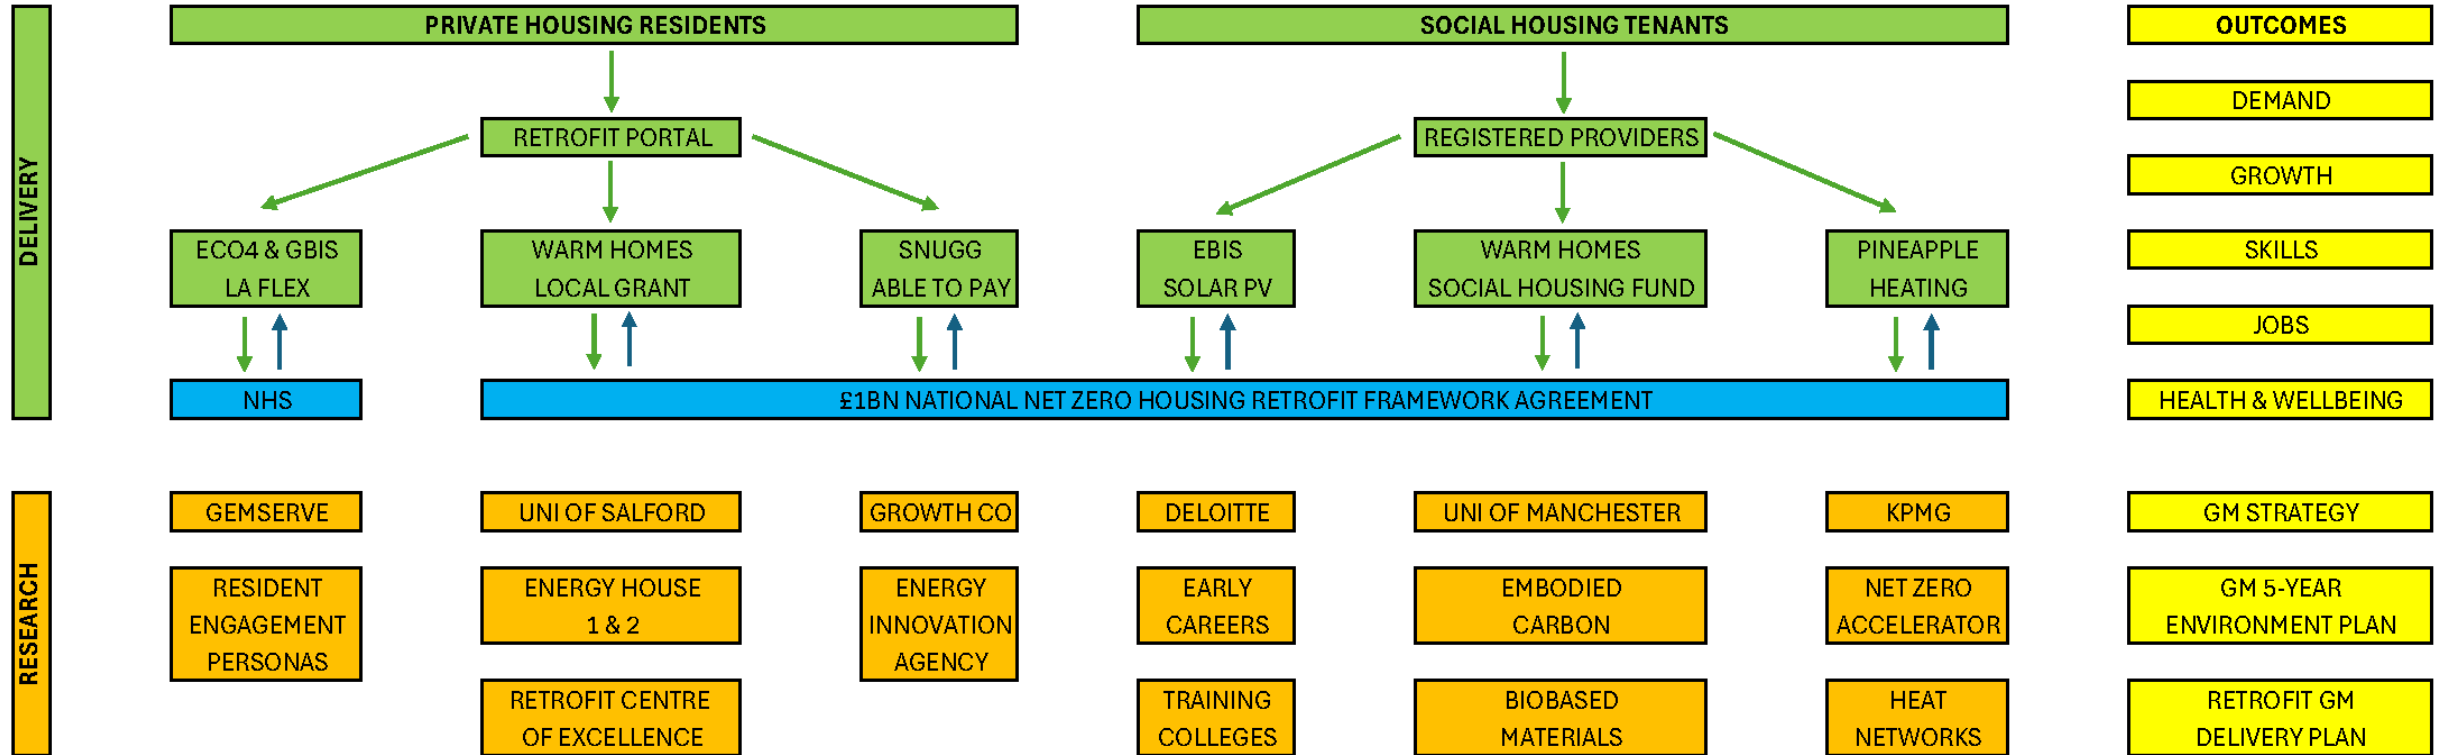 PRIVATE HOUSING RESIDENTS
SOCIAL HOUSING TENANTS
OUTCOMES
DELIVERY
RETROFIT PORTAL
REGISTERED PROVIDERS
DEMAND
GROWTH
ECO4 & GBIS
LA FLEX
WARM HOMES
LOCAL GRANT
SNUGG
ABLE TO PAY
EBIS
SOLAR PV
WARM HOMES
SOCIAL HOUSING FUND
PINEAPPLE
HEATING
SKILLS
JOBS
NHS
£1BN NATIONAL NET ZERO HOUSING RETROFIT FRAMEWORK AGREEMENT
HEALTH & WELLBEING
RESEARCH
GEMSERVE
UNI OF SALFORD
GROWTH CO
DELOITTE
UNI OF MANCHESTER
KPMG
GM STRATEGY
RESIDENT
ENGAGEMENT
PERSONAS
ENERGY HOUSE
1 & 2
ENERGY
INNOVATION
AGENCY
EARLY
CAREERS
EMBODIED
CARBON
NET ZERO
ACCELERATOR
GM 5-YEAR
ENVIRONMENT PLAN
RETROFIT CENTRE
OF EXCELLENCE
TRAINING
COLLEGES
BIOBASED
MATERIALS
HEAT
NETWORKS
RETROFIT GM
DELIVERY PLAN